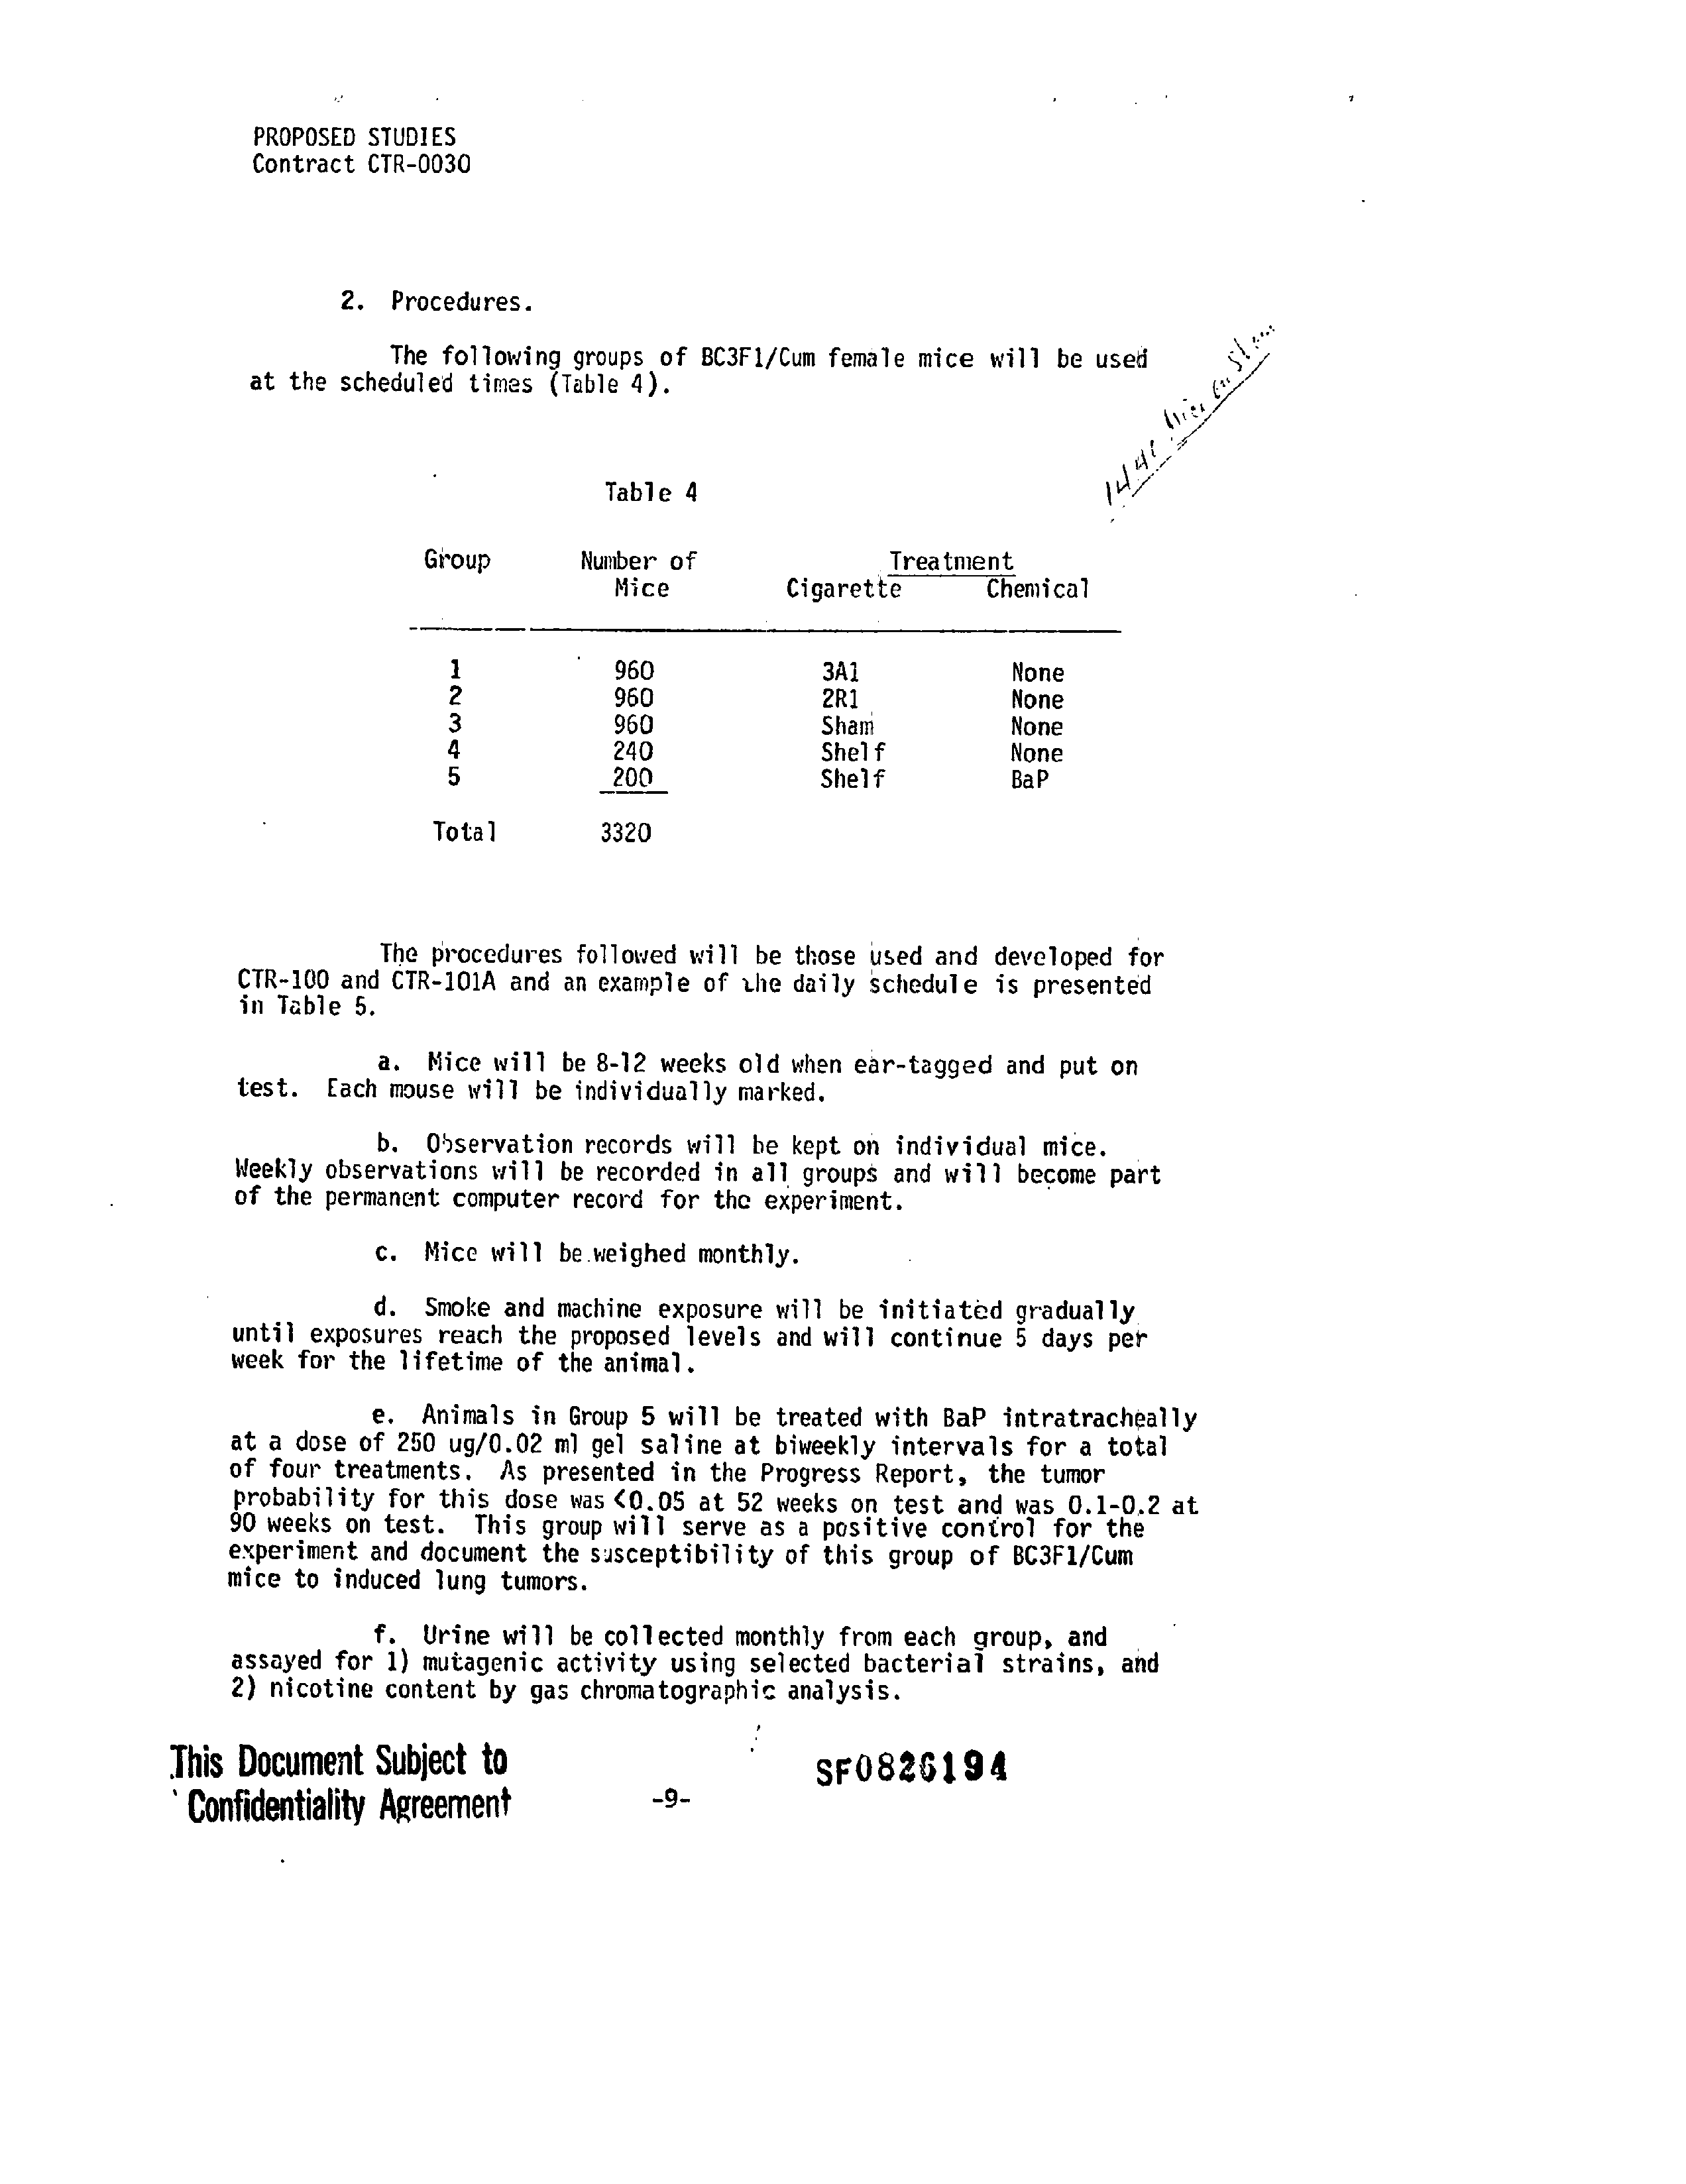 PROPOSED STUDIES
Contract CTR-0030
2. Procedures.
The following groups of BC3F1/Cum female mice will be used
at the scheduled times (Table 4).
Table 4
Group Number of Treatment
Mice Cigarette Chemical
1 960 3A1 None
2 960 2R1 None
3 960 Sham None
4 240 Shelf None
5 200 Shelf BaP
Total 3320
The procedures followed will be those used and developed for
CTR-100 and CTR-101A and an example of the daily schedule is presented
in Table 5.
a. Mice will be 8-12 weeks old when ear-tagged and put on
test. Each mouse will be individually marked.
b. Observation records will be kept on individual mice.
Weekly observations will be recorded in all groups and will become part
of the permanent computer record for the experiment.
c. Mice will be weighed monthly.
d. Smoke and machine exposure will be initiated gradually
until exposures reach the proposed levels and will continue 5 days per
week for the lifetime of the animal.
e. Animals in Group 5 will be treated with BaP intratracheally
at a dose of 250 ug/0.02 ml gel saline at biweekly intervals for a total
of four treatments. As presented in the Progress Report, the tumor
probability for this dose was <0.05 at 52 weeks on test and was 0.1-0.2 at
90 weeks on test. This group will serve as a positive control for the
experiment and document the susceptibility of this group of BC3F1/Cum
mice to induced lung tumors.
f. Urine will be collected monthly from each group, and
assayed for 1) mutagenic activity using selected bacterial strains, and
2) nicotine content by gas chromatographic analysis.
This Document Subject to
Confidentiality Agreement
-9-
SF0826194